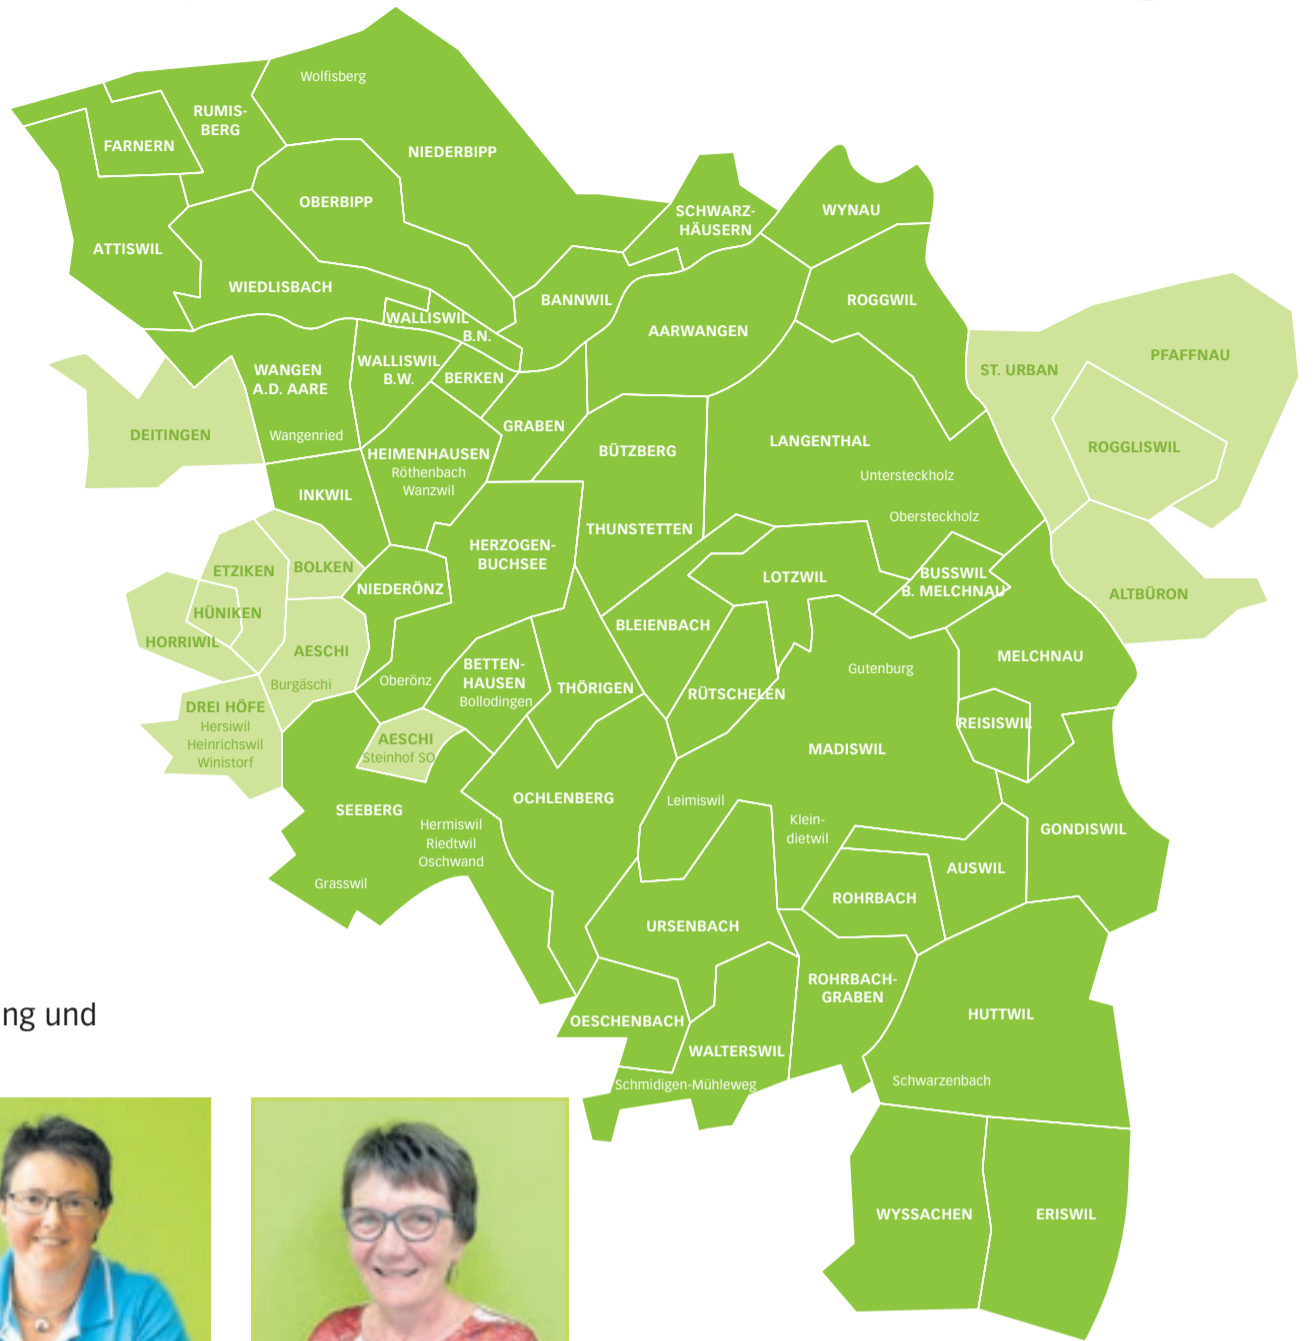 Wolfisberg
RUMIS-
BERG
FARNERN
NIEDERBIPP
OBERBIPP
SCHWARZ-
HÄUSERN
WYNAU
ATTISWIL
WIEDLISBACH
BANNWIL
ROGGWIL
WALLISWIL
B.N.
AARWANGEN
WANGEN
A.D. AARE
WALLISWIL
B.W.
BERKEN
ST. URBAN
PFAFFNAU
DEITINGEN
Wangenried
GRABEN
LANGENTHAL
ROGGLISWIL
HEIMENHAUSEN
Röthenbach
Wanzwil
BÜTZBERG
Untersteckholz
INKWIL
Obersteckholz
THUNSTETTEN
HERZOGEN-
BUCHSEE
ETZIKEN
BOLKEN
NIEDERÖNZ
LOTZWIL
BUSSWIL
B. MELCHNAU
ALTBÜRON
HÜNIKEN
HORRIWIL
BLEIENBACH
AESCHI
Burgäschi
BETTEN-
HAUSEN
Bollodingen
Oberönz
THÖRIGEN
RÜTSCHELEN
Gutenburg
MELCHNAU
DREI HÖFE
Hersiwil
Heinrichswil
Winistorf
AESCHI
Steinhof SO
REISISWIL
MADISWIL
SEEBERG
OCHLENBERG
Leimiswil
Hermiswil
Riedtwil
Oschwand
Klein-
dietwil
GONDISWIL
Grasswil
AUSWIL
ROHRBACH
URSENBACH
ROHRBACH-
GRABEN
ng und
OESCHENBACH
HUTTWIL
WALTERSWIL
Schmidigen-Mühleweg
Schwarzenbach
WYSSACHEN
ERISWIL